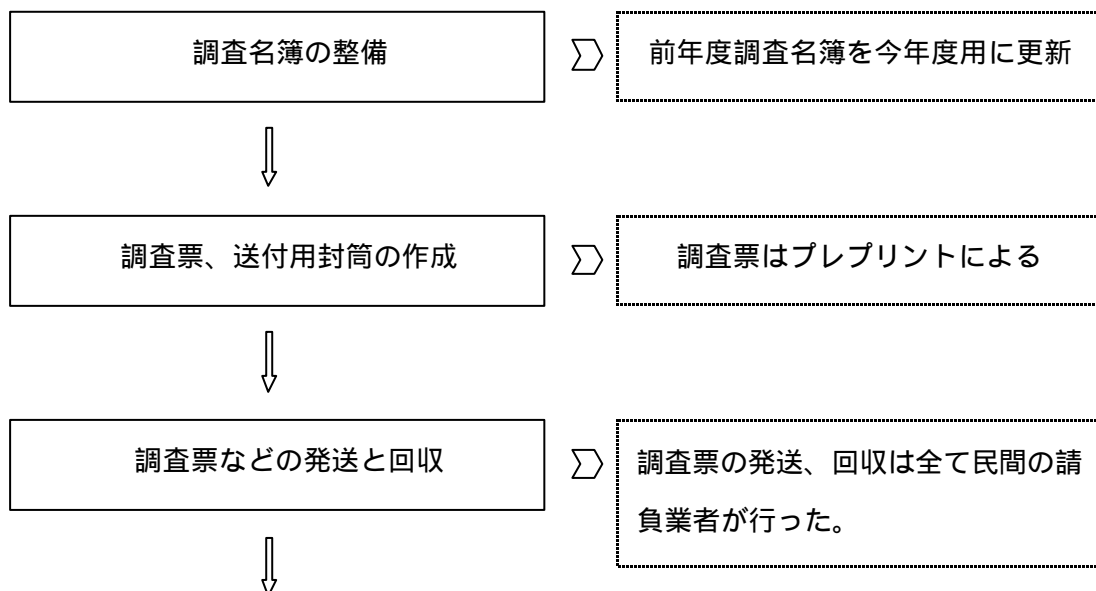 調査名簿の整備
前年度調査名簿を今年度用に更新
調査票、送付用封筒の作成
調査票はプレプリントによる
調査票などの発送と回収
調査票の発送、回収は全て民間の請
負業者が行った。